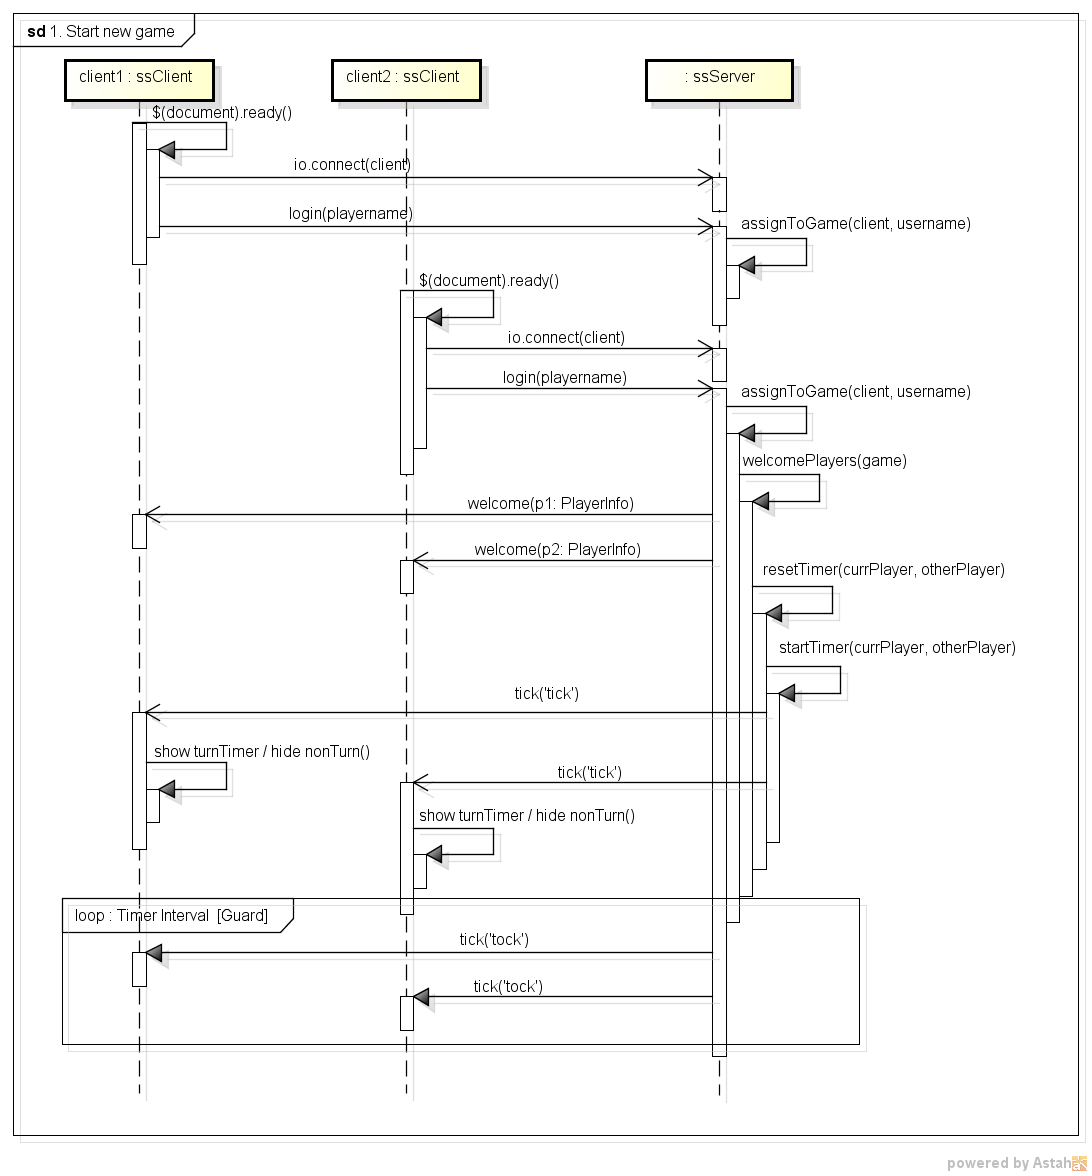 sd 1. Start new game
client1 : ssClient
client2 : ssClient
: ssServer
$(document).ready()
io.connect(client)
login(playername)
assignToGame(client, username)
$(document).ready()
io.connect(client)
login(playername)
assignToGame(client, username)
welcomePlayers(game)
welcome(p1: PlayerInfo)
welcome(p2: PlayerInfo)
resetTimer(currPlayer, otherPlayer)
startTimer(currPlayer, otherPlayer)
tick('tick')
show turnTimer / hide nonTurn()
tick('tick')
show turnTimer / hide nonTurn()
loop : Timer Interval [Guard]
tick('tock')
tick('tock')
powered by Astah